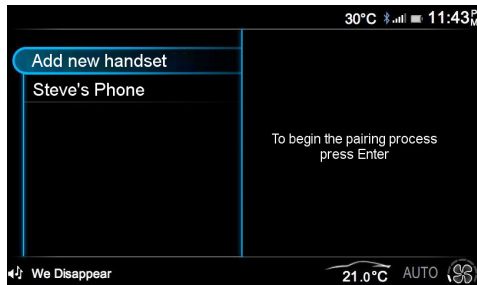 30°C 11:43 PM
Add new handset
Steve's Phone
To begin the pairing process
press Enter
We Disappear
21.0°C AUTO